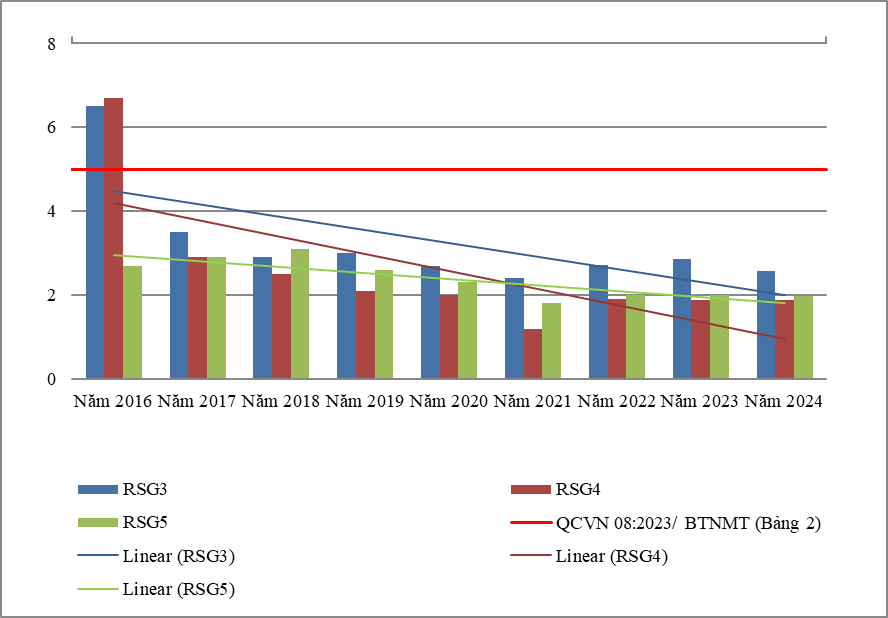 8
6
4
2
0
Năm 2016 Năm 2017 Năm 2018 Năm 2019 Năm 2020 Năm 2021 Năm 2022 Năm 2023 Năm 2024
RSG3 RSG4
RSG5 QCVN 08:2023/ BTNMT (Bảng 2)
Linear (RSG3) Linear (RSG4)
Linear (RSG5)